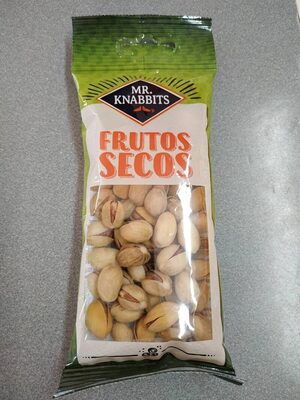 MR.
KNABBITS
FRUTOS
SECOS